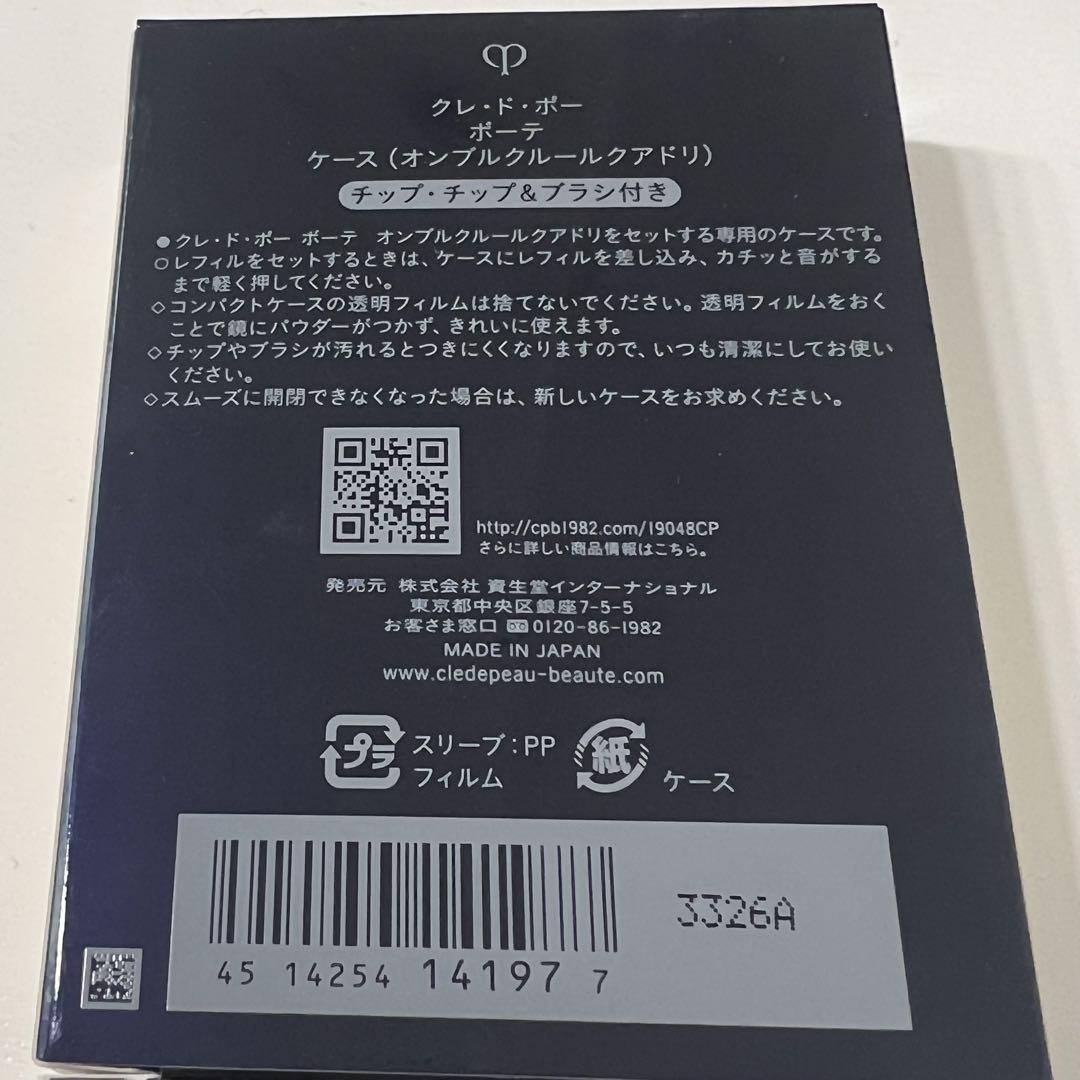 クレ・ド・ポー
ボーテ
ケース (オンブルクルールクアドリ)
チップ・チップ&ブラシ付き
●クレ・ド・ポー ボーテ オンブルクルールクアドリをセットする専用のケースです。
○レフィルをセットするときは、ケースにレフィルを差し込み、カチッと音がする
まで軽く押してください。
◇コンパクトケースの透明フィルムは捨てないでください。透明フィルムをおく
ことで鏡にパウダーがつかず、きれいに使えます。
◇チップやブラシが汚れるとつきにくくなりますので、いつも清潔にしてお使い
ください。
◇スムーズに開閉できなくなった場合は、新しいケースをお求めください。
http://cpb1982.com/19048CP
さらに詳しい商品情報はこちら。
発売元 株式会社 資生堂インターナショナル
東京都中央区銀座7-5-5
お客さま窓口 0120-86-1982
MADE IN JAPAN
www.cledepeau-beaute.com
プラ スリーブ:PP
フィルム
紙 ケース
3326A
45 14254 14197 7